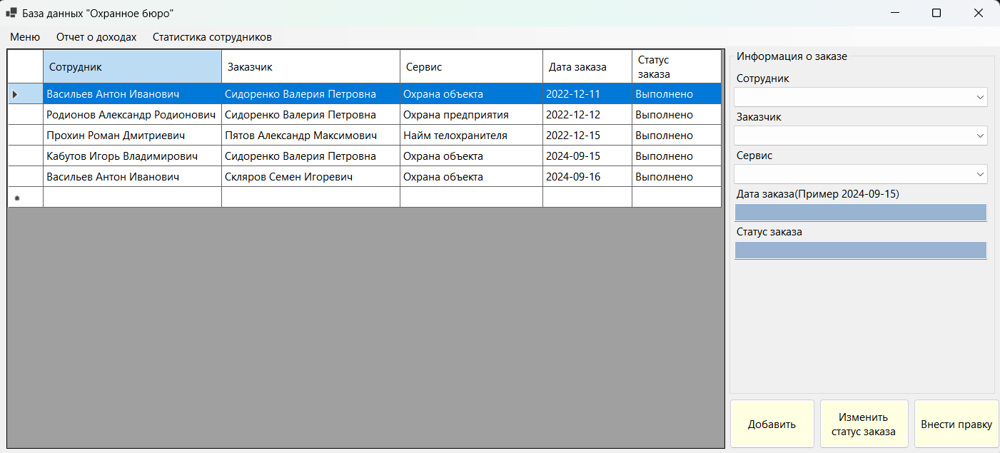 База данных "Охранное бюро"
Меню Отчет о доходах Статистика сотрудников
Сотрудник Заказчик Сервис Дата заказа Статус заказа
Васильев Антон Иванович Сидоренко Валерия Петровна Охрана объекта 2022-12-11 Выполнено
Родионов Александр Родионович Сидоренко Валерия Петровна Охрана предприятия 2022-12-12 Выполнено
Прохин Роман Дмитриевич Пятов Александр Максимович Найм телохранителя 2022-12-15 Выполнено
Кабутов Игорь Владимирович Сидоренко Валерия Петровна Охрана объекта 2024-09-15 Выполнено
Васильев Антон Иванович Скляров Семен Игоревич Охрана объекта 2024-09-16 Выполнено
Информация о заказе
Сотрудник
Заказчик
Сервис
Дата заказа(Пример 2024-09-15)
Статус заказа
Добавить
Изменить
статус заказа
Внести правку